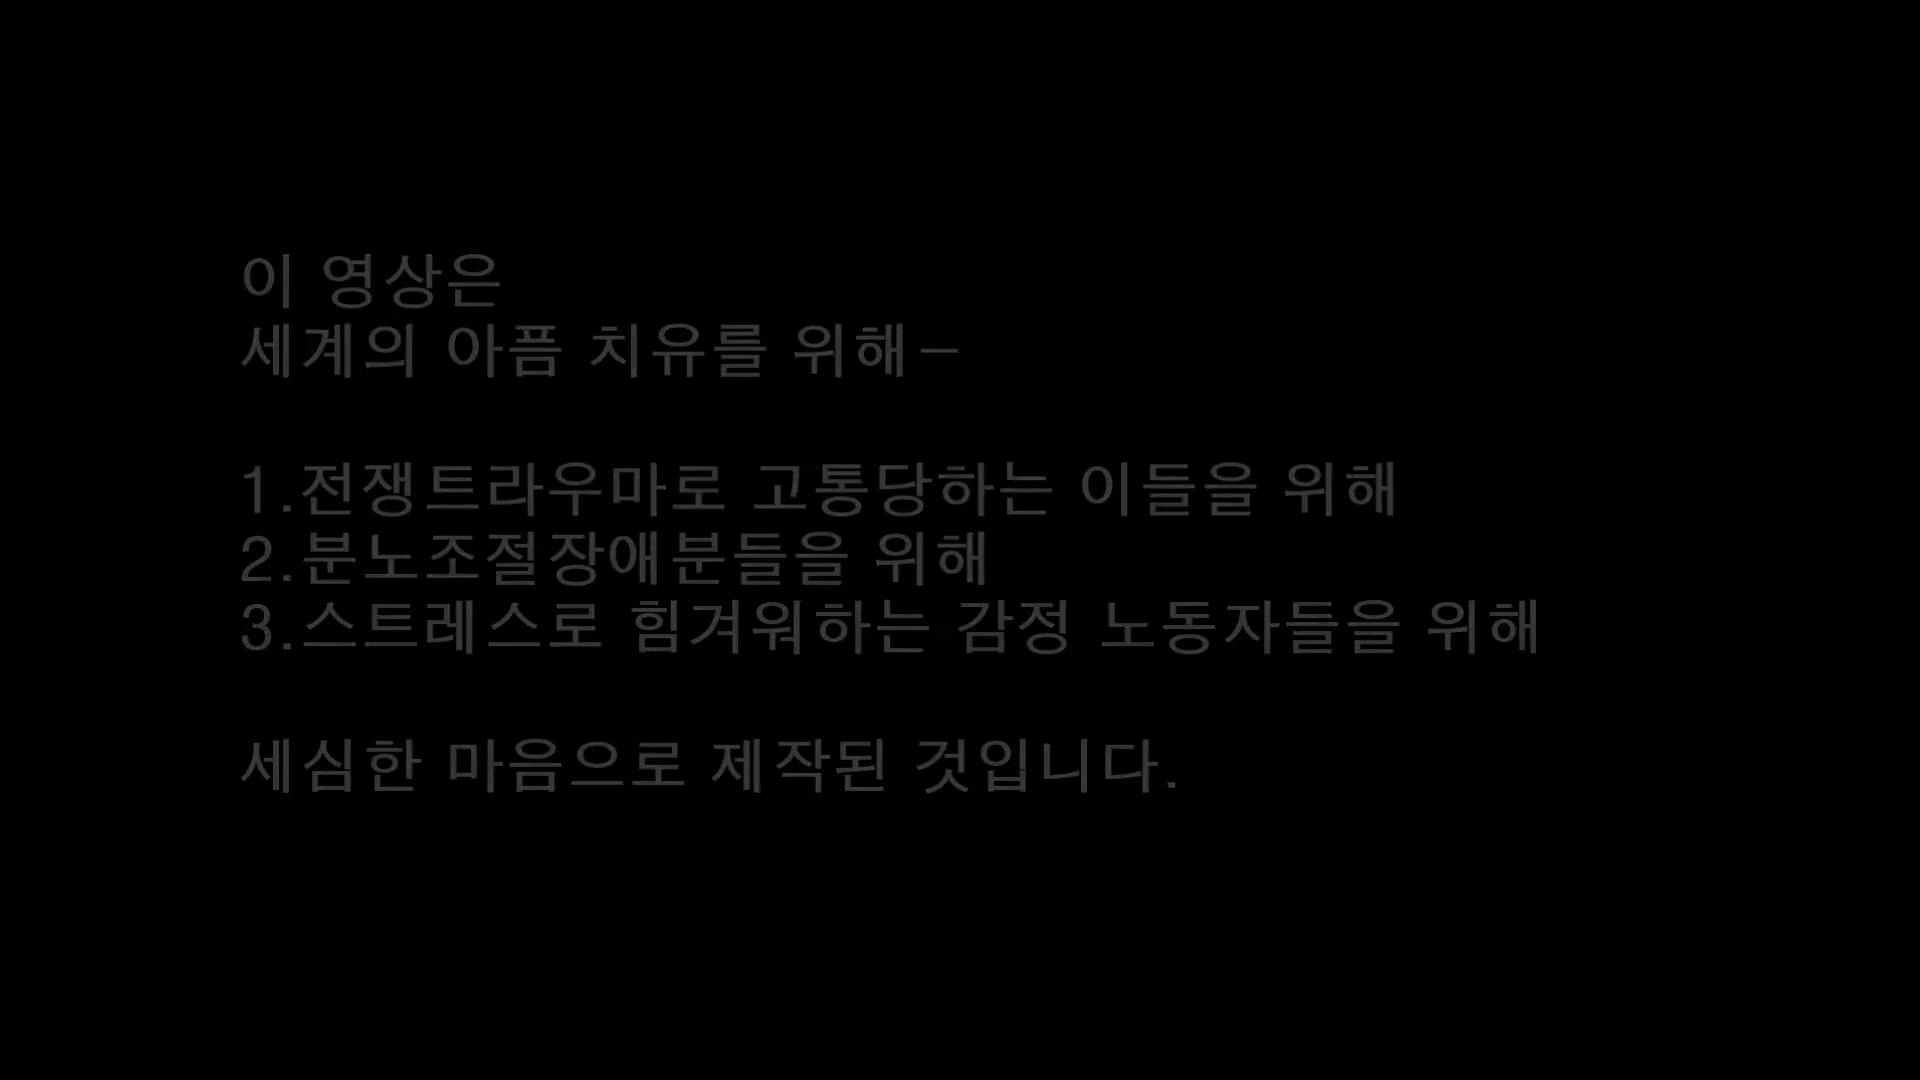 이 영상은
세계의 아픔 치유를 위해–
1.전쟁트라우마로 고통당하는 이들을 위해
2.분노조절장애분들을 위해
3.스트레스로 힘겨워하는 감정 노동자들을 위해
세심한 마음으로 제작된 것입니다.